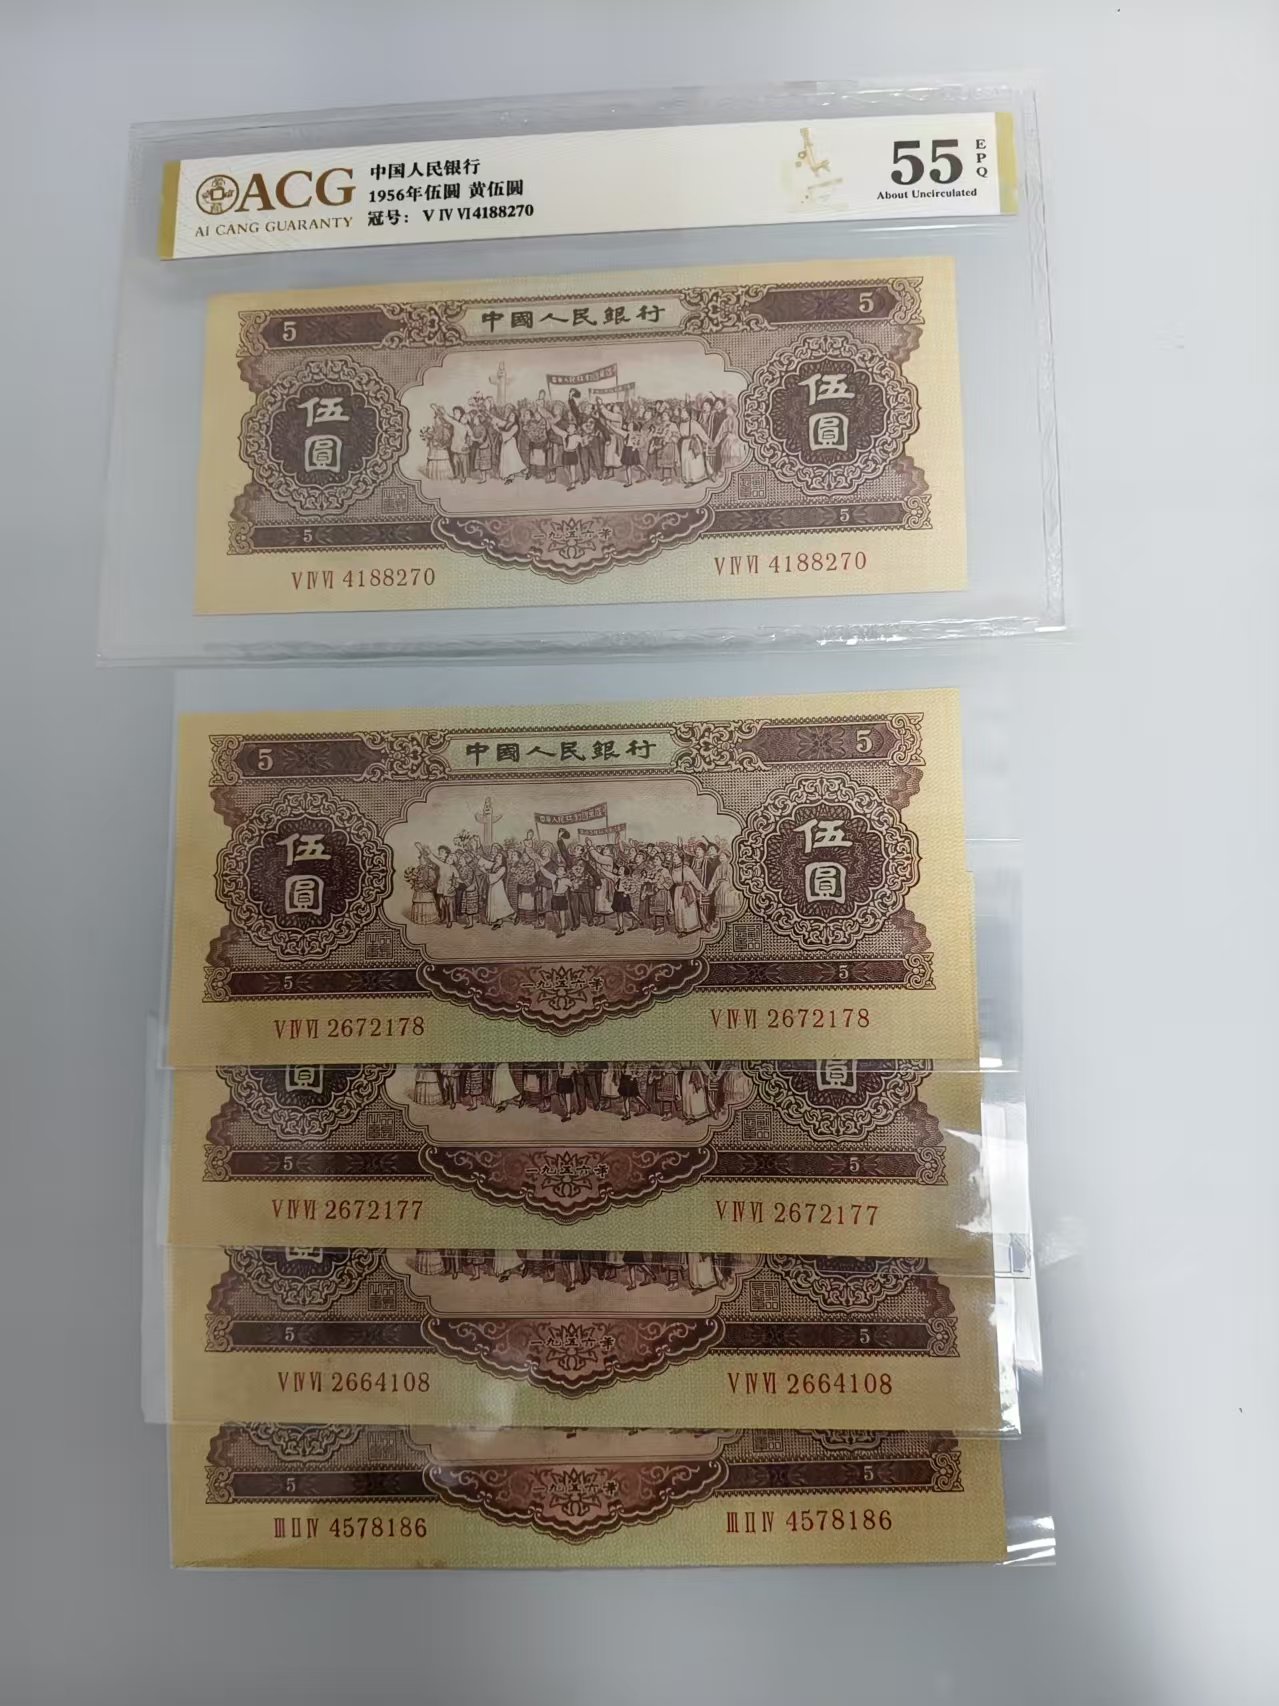 ACG
AI CANG GUARANTY
中国人民银行
1956年伍圆 黄伍圆
冠号: Ⅴ Ⅳ Ⅵ4188270
55
EPQ
About Uncirculated
5 中國人民銀行 5
伍圓 伍圓
5 一九五六年 5
Ⅴ Ⅳ Ⅵ 4188270 Ⅴ Ⅳ Ⅵ 4188270
5 中國人民銀行 5
伍圓 伍圓
5 一九五六年 5
Ⅴ Ⅳ Ⅵ 2672178 Ⅴ Ⅳ Ⅵ 2672178
圓 圓
5 一九五六年 5
Ⅴ Ⅳ Ⅵ 2672177 Ⅴ Ⅳ Ⅵ 2672177
5 一九五六年 5
Ⅴ Ⅳ Ⅵ 2664108 Ⅴ Ⅳ Ⅵ 2664108
5 一九五六年 5
Ⅲ Ⅱ Ⅳ 4578186 Ⅲ Ⅱ Ⅳ 4578186